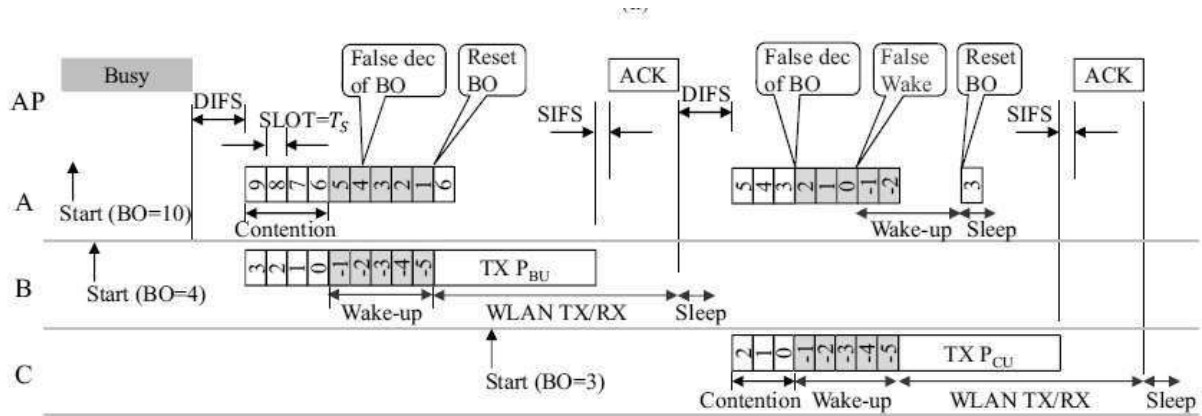 Busy
False dec
of BO
Reset
BO
ACK
False dec
of BO
False
Wake
Reset
BO
ACK
AP
DIFS
SLOT=T_S
SIFS
DIFS
SIFS
A
9 8 7 6 5 4 3 2 1 6
5 4 3 2 1 0 -1 -2
3
Start (BO=10)
Contention
Wake-up
Sleep
B
3 2 1 0 -1 -2 -3 -4 -5
TX P_BU
Start (BO=4)
Wake-up
WLAN TX/RX
Sleep
C
2 1 0 -1 -2 -3 -4 -5
TX P_CU
Start (BO=3)
Contention
Wake-up
WLAN TX/RX
Sleep